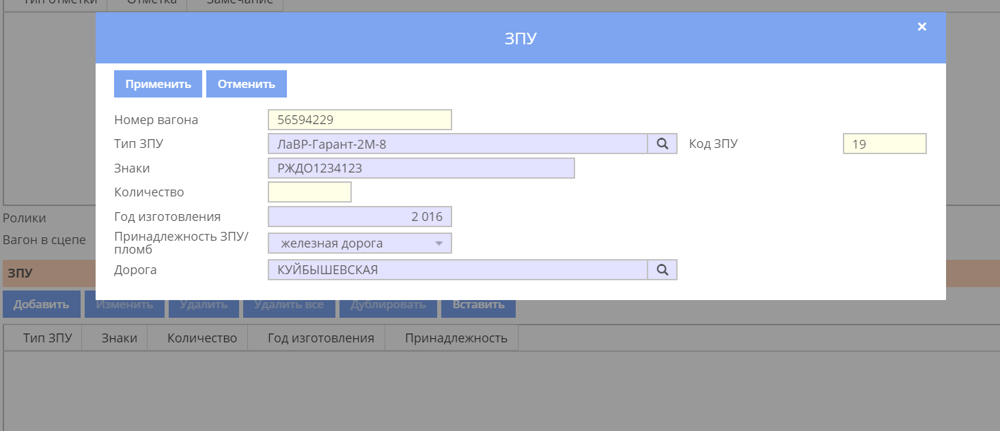 Тип отметки Отметка Замечание
ЗПУ
×
Применить Отменить
Номер вагона 56594229
Тип ЗПУ ЛаВР-Гарант-2М-8 Код ЗПУ 19
Знаки РЖДО1234123
Количество
Год изготовления 2 016
Принадлежность ЗПУ/
пломб железная дорога
Дорога КУЙБЫШЕВСКАЯ
Ролики
Вагон в сцепе
ЗПУ
Добавить Изменить Удалить Удалить все Дублировать Вставить
Тип ЗПУ Знаки Количество Год изготовления Принадлежность